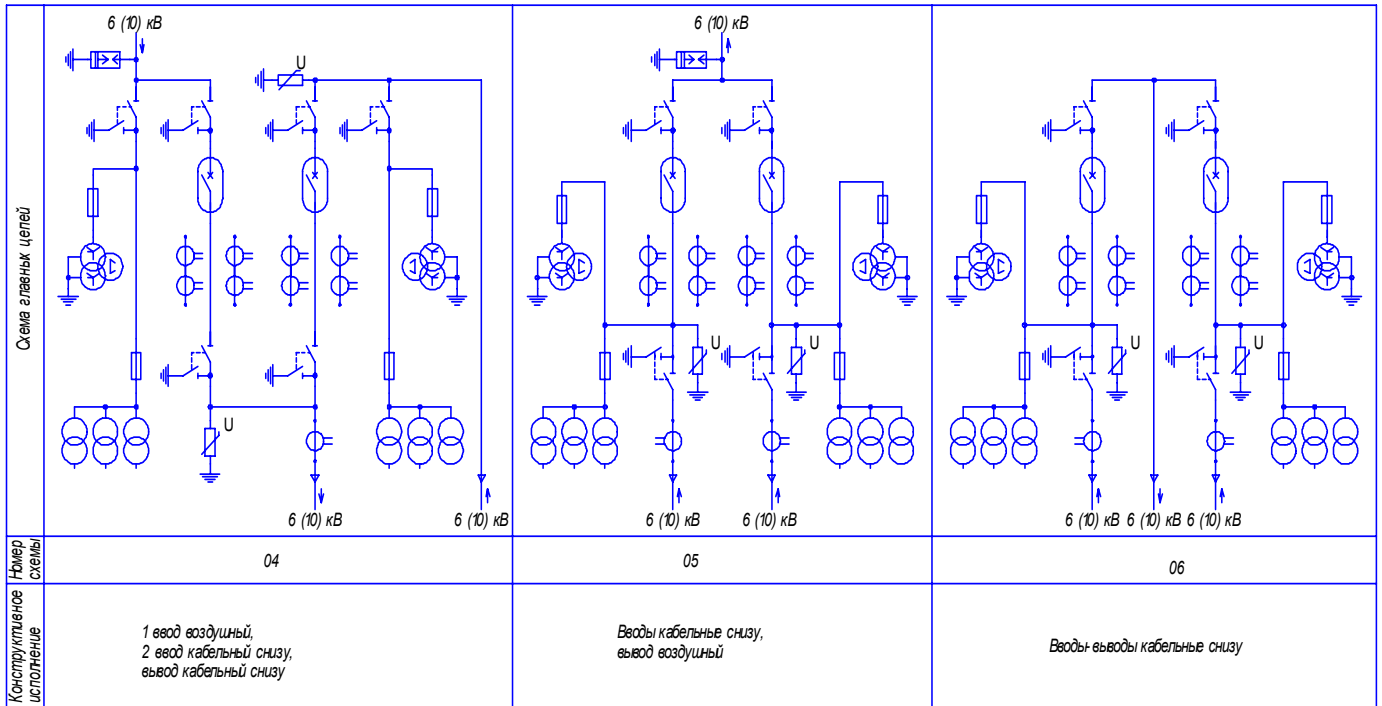 Схема главных цепей
6 (10) кВ
U
U
6 (10) кВ
6 (10) кВ
6 (10) кВ
U
U
6 (10) кВ
6 (10) кВ
U
U
6 (10) кВ
6 (10) кВ
6 (10) кВ
Номер
схемы
04
05
06
Конструктивное
исполнение
1 ввод воздушный,
2 ввод кабельный снизу,
вывод кабельный снизу
Вводы кабельные снизу,
вывод воздушный
Вводы-выводы кабельные снизу